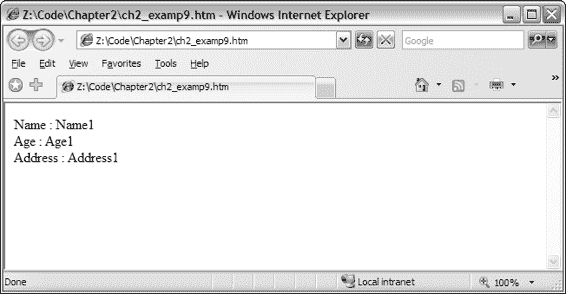 Z:\Code\Chapter2\ch2_examp9.htm - Windows Internet Explorer
Z:\Code\Chapter2\ch2_examp9.htm
Google
File Edit View Favorites Tools Help
Z:\Code\Chapter2\ch2_examp9.htm
»
Name : Name1
Age : Age1
Address : Address1
Done Local intranet 100%